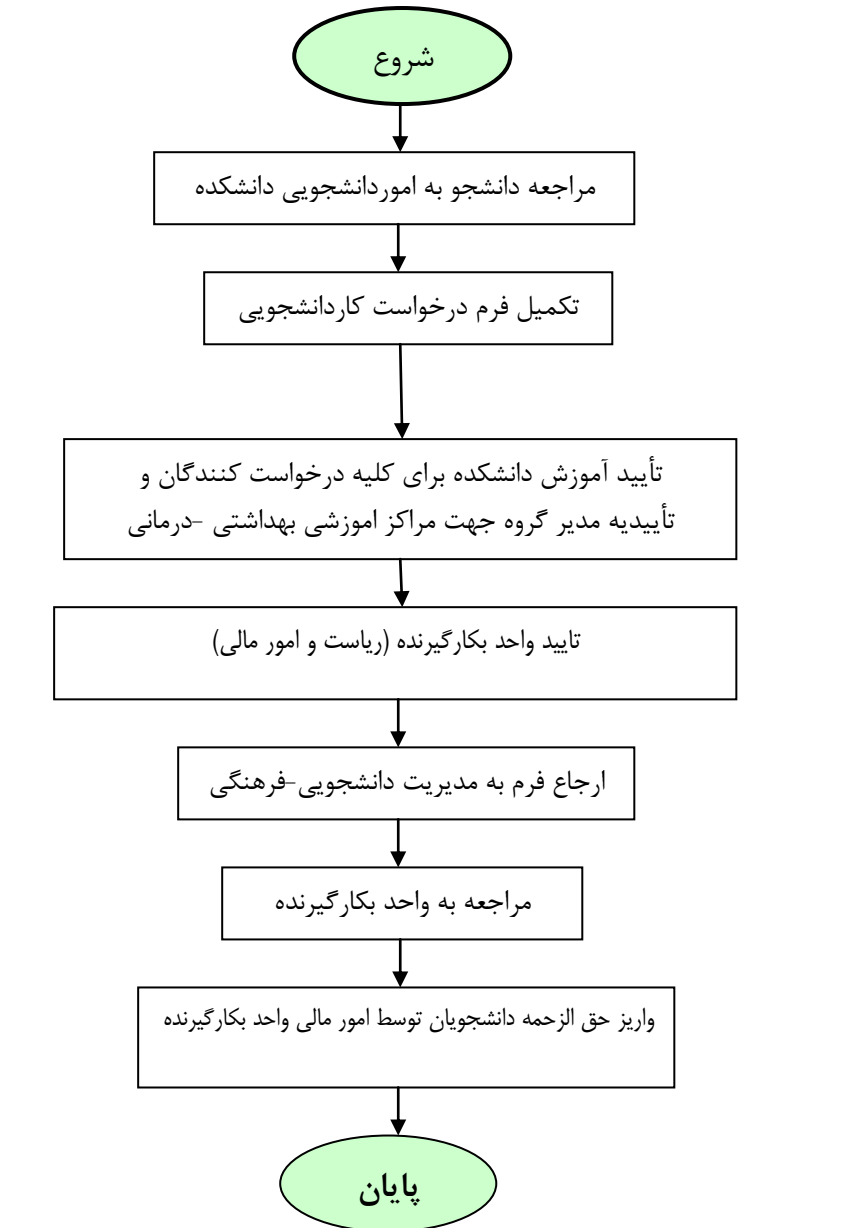 شروع
مراجعه دانشجو به اموردانشجویی دانشکده
تکمیل فرم درخواست کاردانشجویی
تأیید آموزش دانشکده برای کلیه درخواست کنندگان و
تأییدیه مدیر گروه جهت مراکز اموزشی بهداشتی -درمانی
تایید واحد بکارگیرنده (ریاست و امور مالی)
ارجاع فرم به مدیریت دانشجویی-فرهنگی
مراجعه به واحد بکارگیرنده
واریز حق الزحمه دانشجویان توسط امور مالی واحد بکارگیرنده
پایان